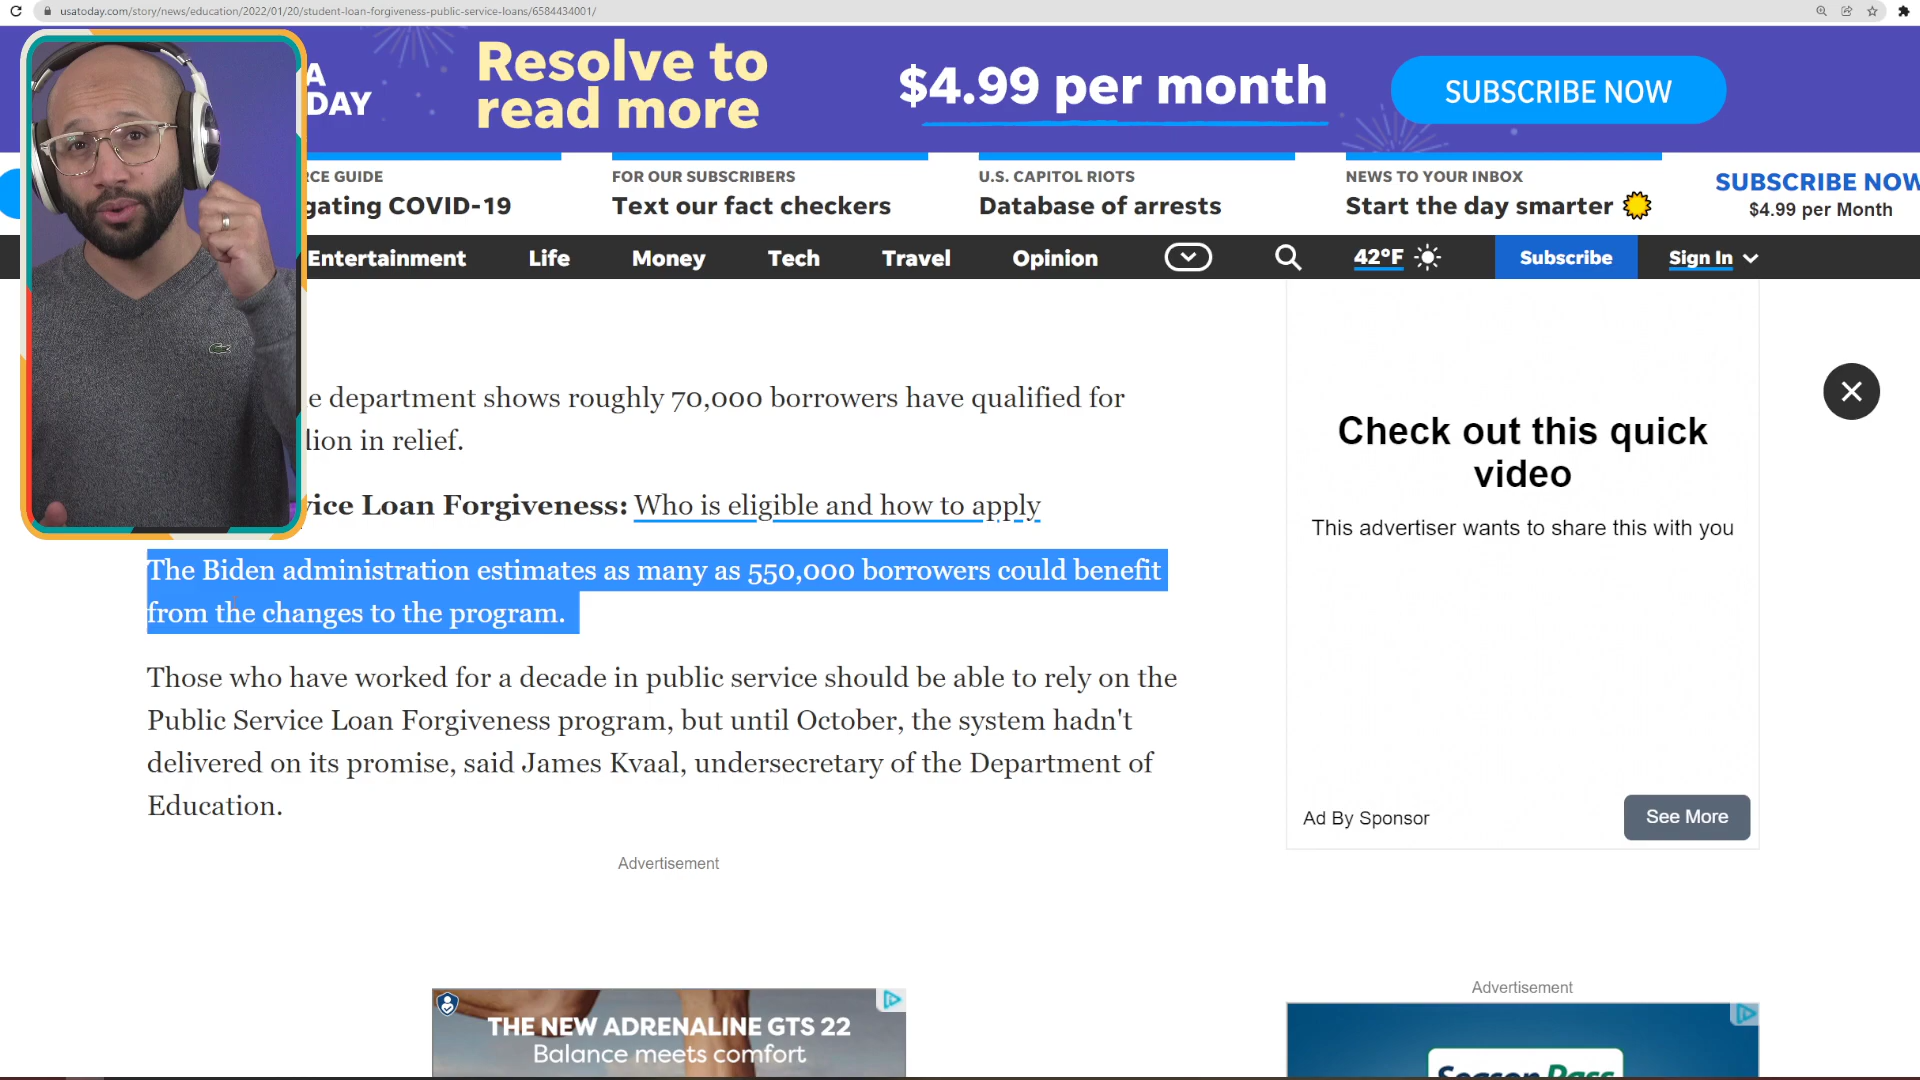 usatoday.com/story/news/education/2022/01/20/student-loan-forgiveness-public-service-loans/6584434001/
A
DAY
Resolve to
read more
$4.99 per month
SUBSCRIBE NOW
RCE GUIDE
gating COVID-19
FOR OUR SUBSCRIBERS
Text our fact checkers
U.S. CAPITOL RIOTS
Database of arrests
NEWS TO YOUR INBOX
Start the day smarter
SUBSCRIBE NOW
$4.99 per Month
Entertainment Life Money Tech Travel Opinion 42°F Subscribe Sign In
e department shows roughly 70,000 borrowers have qualified for
lion in relief.
vice Loan Forgiveness: Who is eligible and how to apply
The Biden administration estimates as many as 550,000 borrowers could benefit
from the changes to the program.
Those who have worked for a decade in public service should be able to rely on the
Public Service Loan Forgiveness program, but until October, the system hadn't
delivered on its promise, said James Kvaal, undersecretary of the Department of
Education.
Advertisement
THE NEW ADRENALINE GTS 22
Balance meets comfort
Check out this quick
video
This advertiser wants to share this with you
Ad By Sponsor
See More
Advertisement
Season Pass